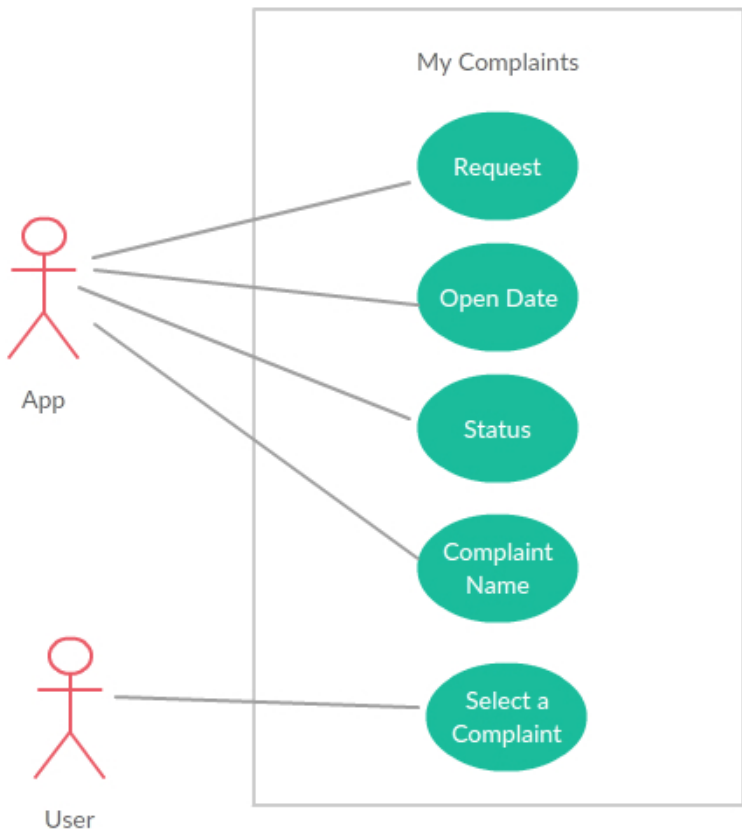 My Complaints
Request
Open Date
App
Status
Complaint
Name
Select a
Complaint
User